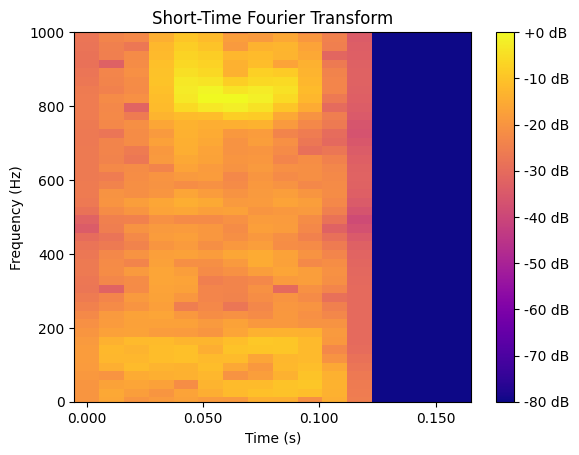 Short-Time Fourier Transform
Frequency (Hz)
1000
800
600
400
200
0
0.000
0.050
0.100
0.150
Time (s)
+0 dB
-10 dB
-20 dB
-30 dB
-40 dB
-50 dB
-60 dB
-70 dB
-80 dB